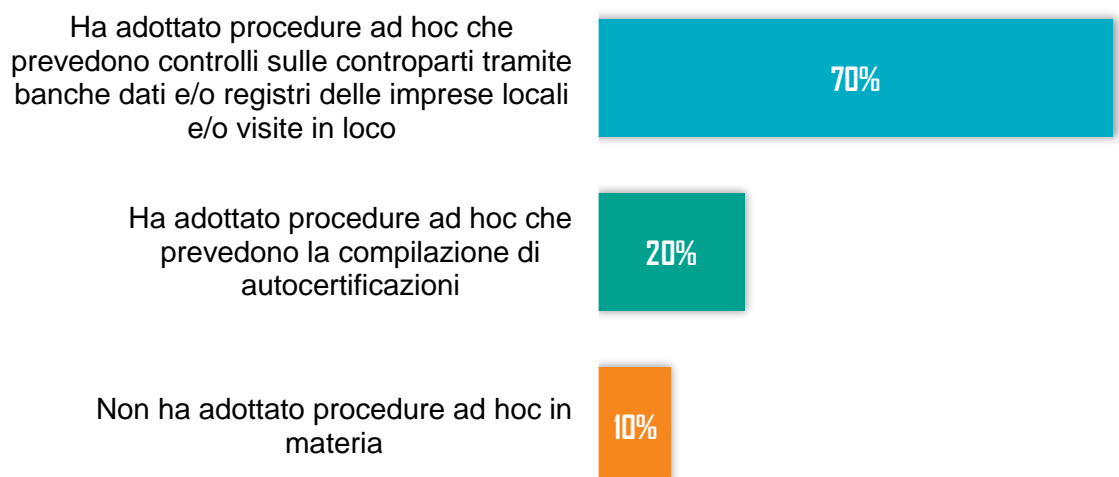 Ha adottato procedure ad hoc che
prevedono controlli sulle controparti tramite
banche dati e/o registri delle imprese locali
e/o visite in loco
70%
Ha adottato procedure ad hoc che
prevedono la compilazione di
autocertificazioni
20%
Non ha adottato procedure ad hoc in
materia
10%